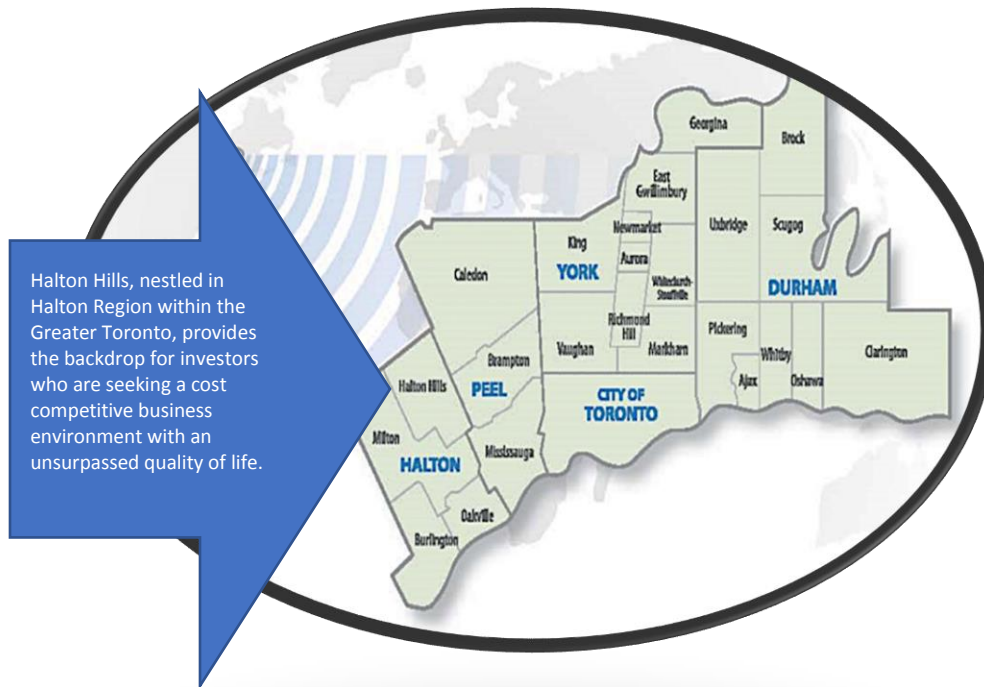 Halton Hills, nestled in
Halton Region within the
Greater Toronto, provides
the backdrop for investors
who are seeking a cost
competitive business
environment with an
unsurpassed quality of life.
Georgina
Brock
East
Gwillimbury
Newmarket
Uxbridge
Scugog
King
YORK
Aurora
Caledon
Whitchurch-
Stouffville
DURHAM
Richmond
Hill
Pickering
Vaughan
Markham
Whitby
Clarington
Brampton
Halton Hills
PEEL
Ajax
Oshawa
CITY OF
TORONTO
Milton
Mississauga
HALTON
Oakville
Burlington